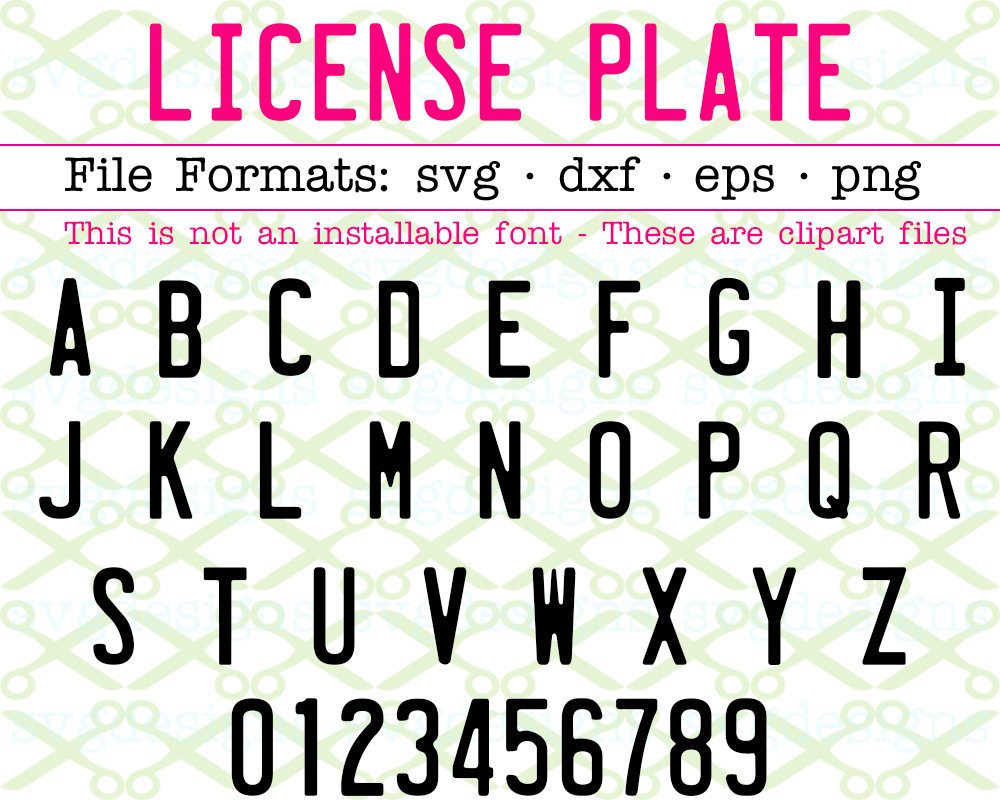 LICENSE PLATE
File Formats: svg · dxf · eps · png
This is not an installable font - These are clipart files
A B C D E F G H I
J K L M N O P Q R
S T U V W X Y Z
0123456789